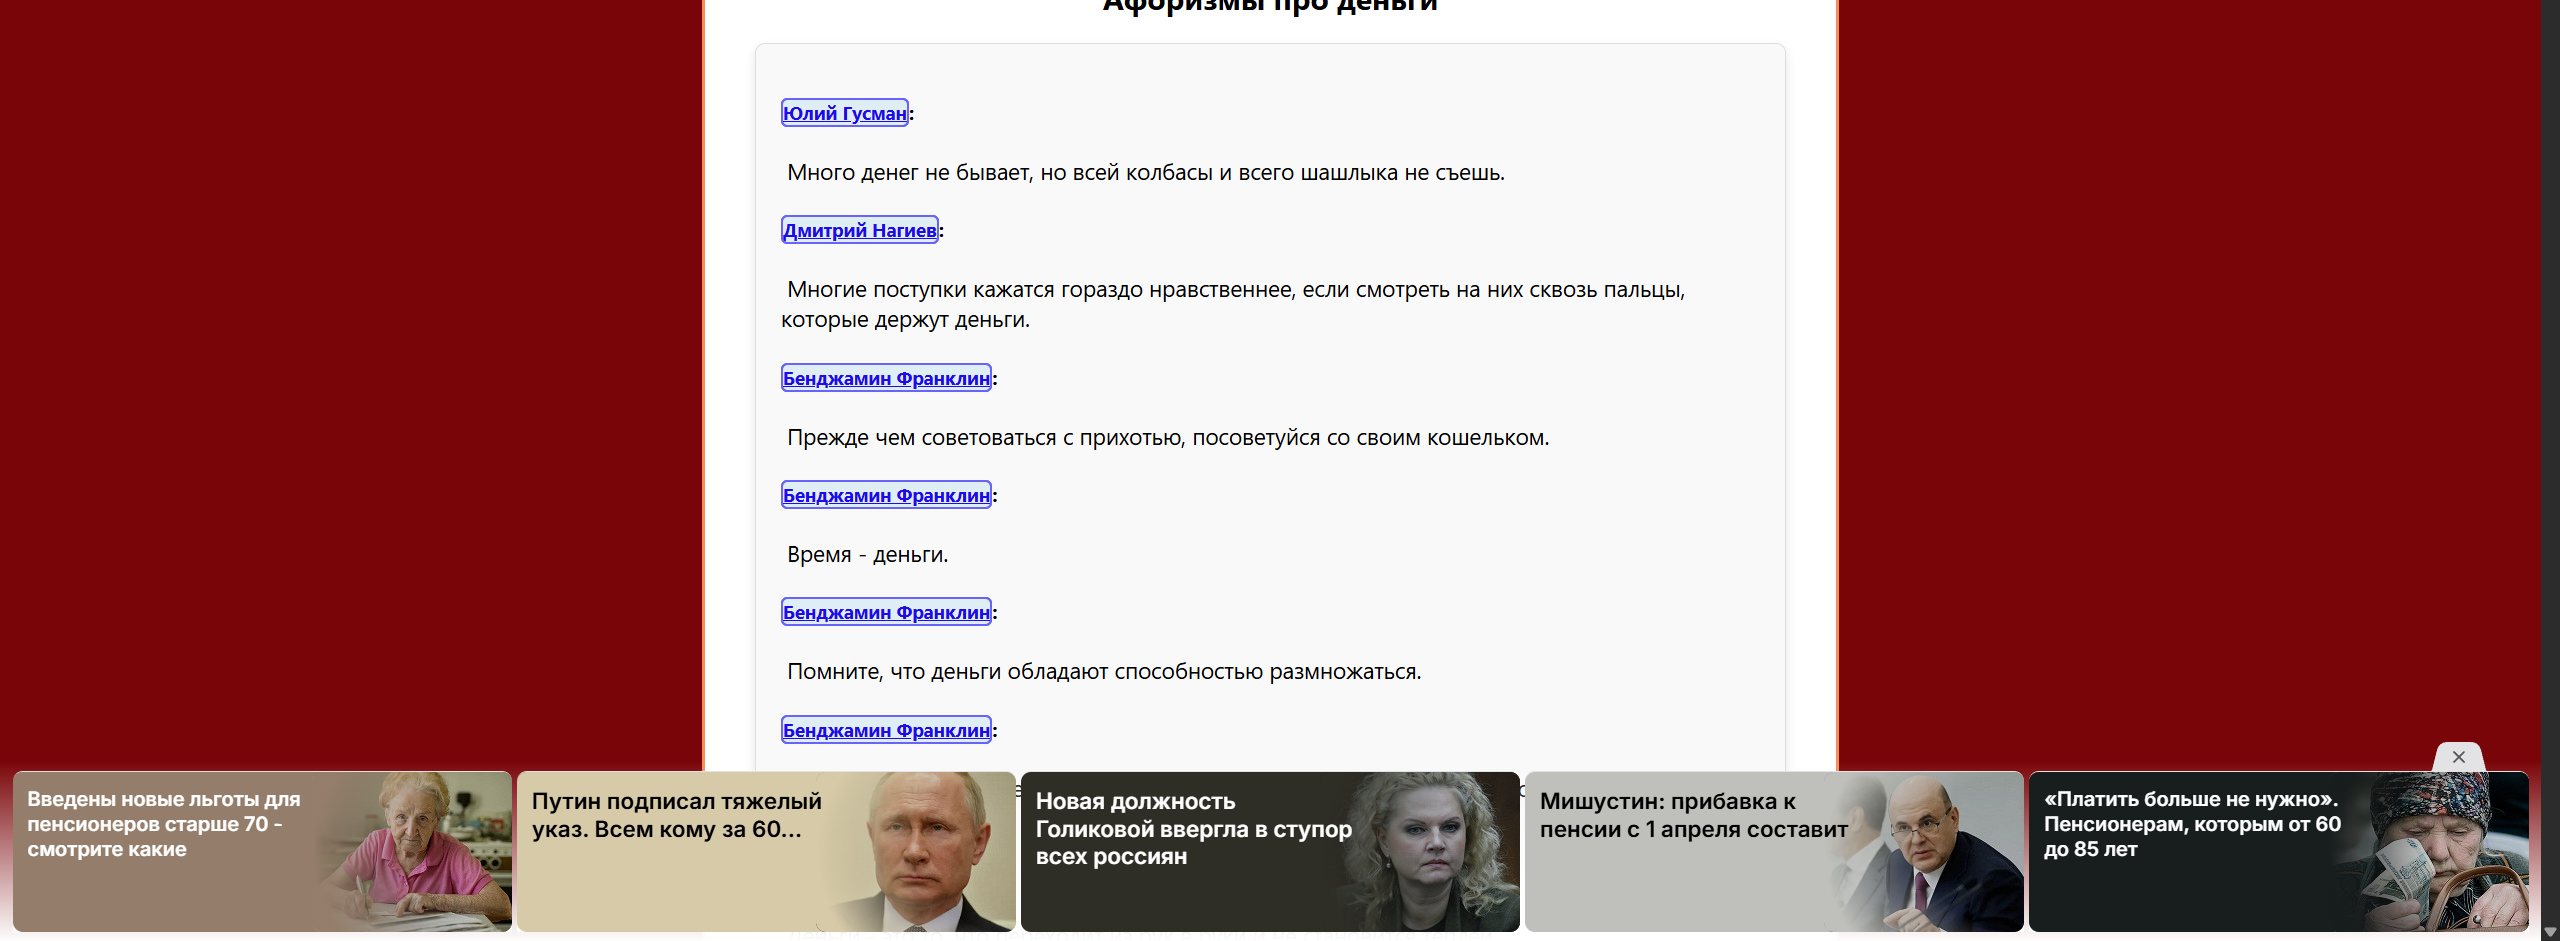 Афоризмы про деньги
Юлий Гусман:
Много денег не бывает, но всей колбасы и всего шашлыка не съешь.
Дмитрий Нагиев:
Многие поступки кажатся гораздо нравственнее, если смотреть на них сквозь пальцы,
которые держут деньги.
Бенджамин Франклин:
Прежде чем советоваться с прихотью, посоветуйся со своим кошельком.
Бенджамин Франклин:
Время - деньги.
Бенджамин Франклин:
Помните, что деньги обладают способностью размножаться.
Бенджамин Франклин:
Введены новые льготы для
пенсионеров старше 70 -
смотрите какие
Путин подписал тяжелый
указ. Всем кому за 60...
Новая должность
Голиковой ввергла в ступор
всех россиян
Мишустин: прибавка к
пенсии с 1 апреля составит
«Платить больше не нужно».
Пенсионерам, которым от 60
до 85 лет